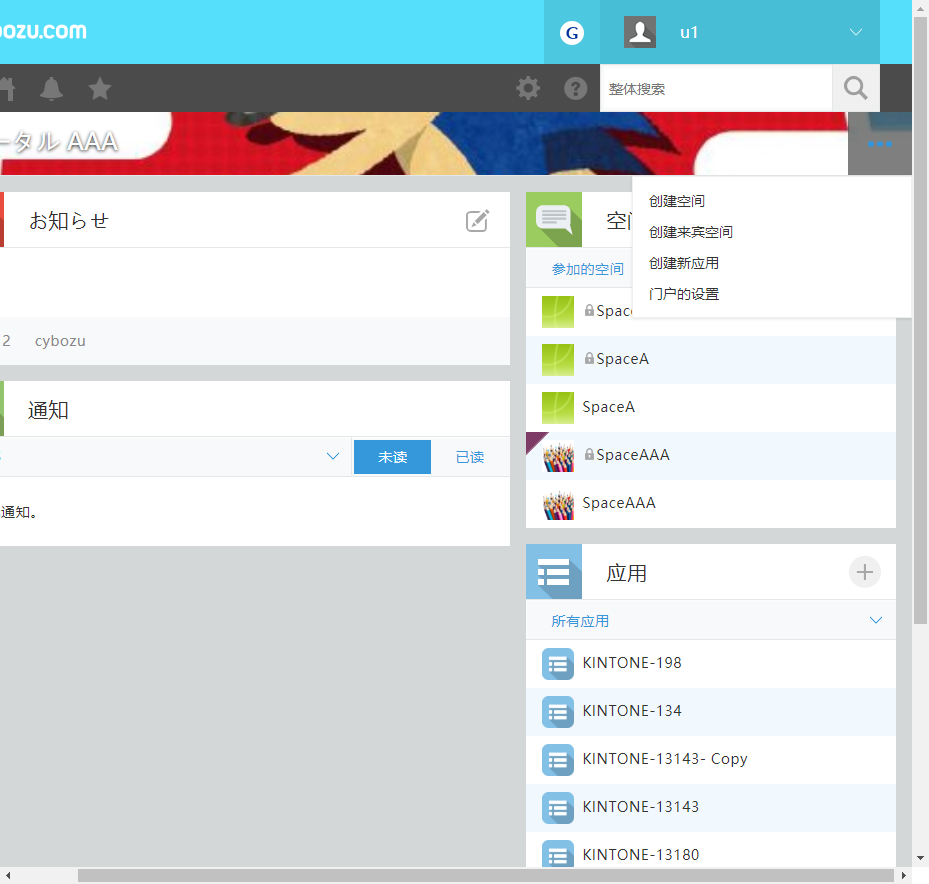 ozu.com
G
u1
整体搜索
ータル AAA
创建空间
创建来宾空间
创建新应用
门户的设置
お知らせ
2 cybozu
通知
未读
已读
通知。
参加的空间
SpaceA
SpaceA
SpaceAAA
SpaceAAA
应用
所有应用
KINTONE-198
KINTONE-134
KINTONE-13143- Copy
KINTONE-13143
KINTONE-13180